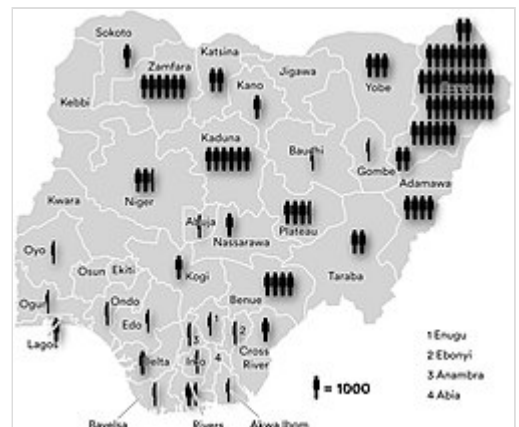 Sokoto
Katsina
Zamfara
Jigawa
Yobe
Kano
Kebbi
Kaduna
Bauchi
Gombe
Adamawa
Niger
Kwara
Abuja
Plateau
Nassarawa
Oyo
Taraba
Osun
Ekiti
Kogi
Benue
Ogun
Ondo
Edo
1
2
3
4
Lagos
Delta
Imo
Cross
River
= 1000
1 Enugu
2 Ebonyi
3 Anambra
4 Abia
Bayelsa
Rivers
Akwa Ibom